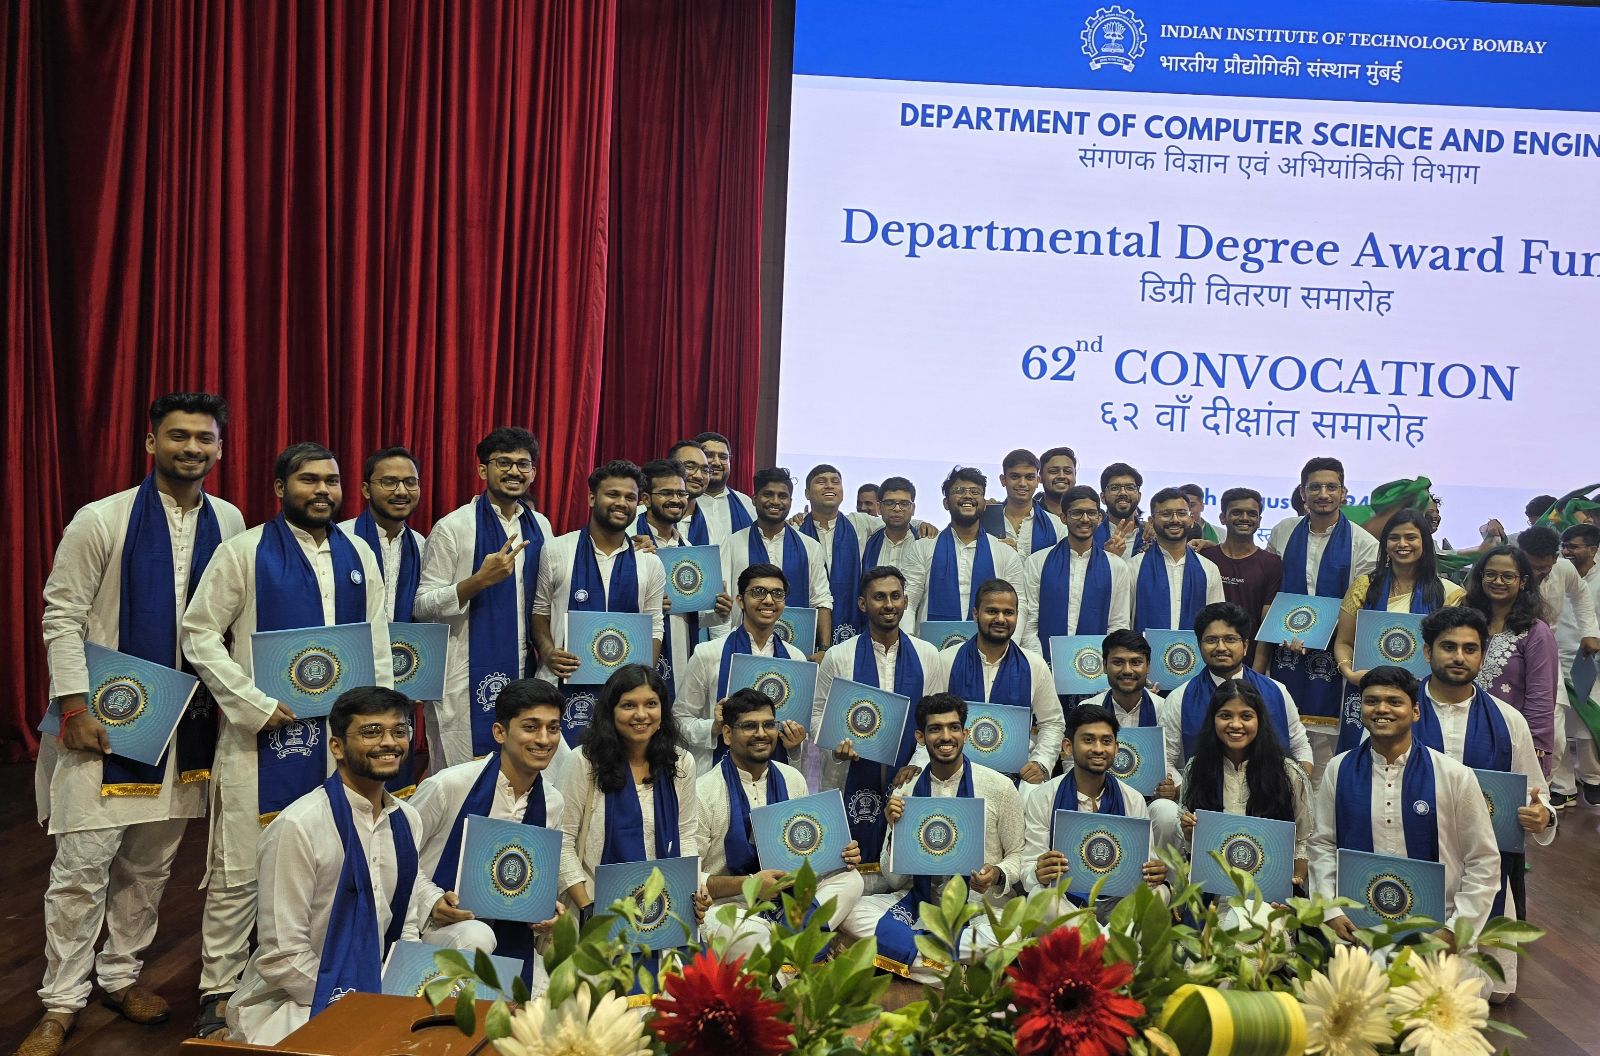 INDIAN INSTITUTE OF TECHNOLOGY BOMBAY
भारतीय प्रौद्योगिकी संस्थान मुंबई
DEPARTMENT OF COMPUTER SCIENCE AND ENGIN
संगणक विज्ञान एवं अभियांत्रिकी विभाग
Departmental Degree Award Fun
डिग्री वितरण समारोह
62nd CONVOCATION
६२ वाँ दीक्षांत समारोह